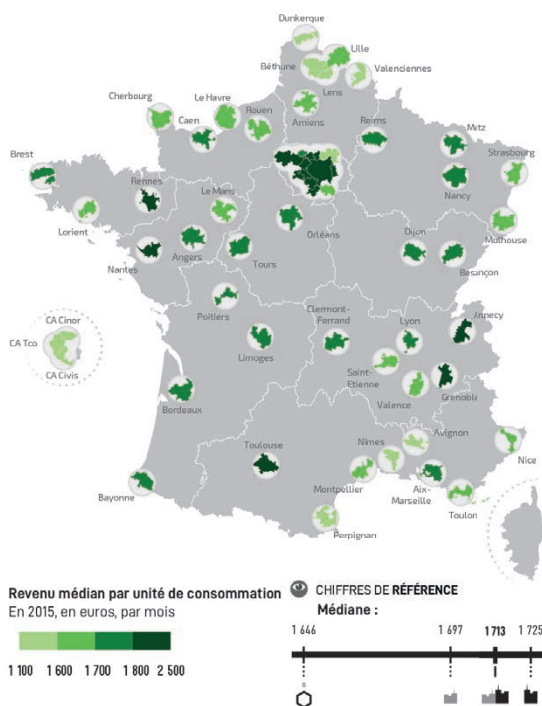 Dunkerque
Lille
Béthune
Valenciennes
Lens
Cherbourg
Le Havre
Rouen
Amiens
Reims
Metz
Caen
Strasbourg
Brest
Rennes
Le Mans
Nancy
Lorient
Orléans
Dijon
Mulhouse
Nantes
Angers
Tours
Besançon
Poitiers
Clermont-
Ferrand
Lyon
Annecy
CA Cinor
CA Tco
CA Civis
Limoges
Saint-
Etienne
Grenoble
Valence
Bordeaux
Toulouse
Nîmes
Avignon
Nice
Bayonne
Montpellier
Aix-
Marseille
Toulon
Perpignan
Revenu médian par unité de consommation
En 2015, en euros, par mois
1 100 1 600 1 700 1 800 2 500
CHIFFRES DE RÉFÉRENCE
Médiane :
1 646 1 697 1 713 1 725